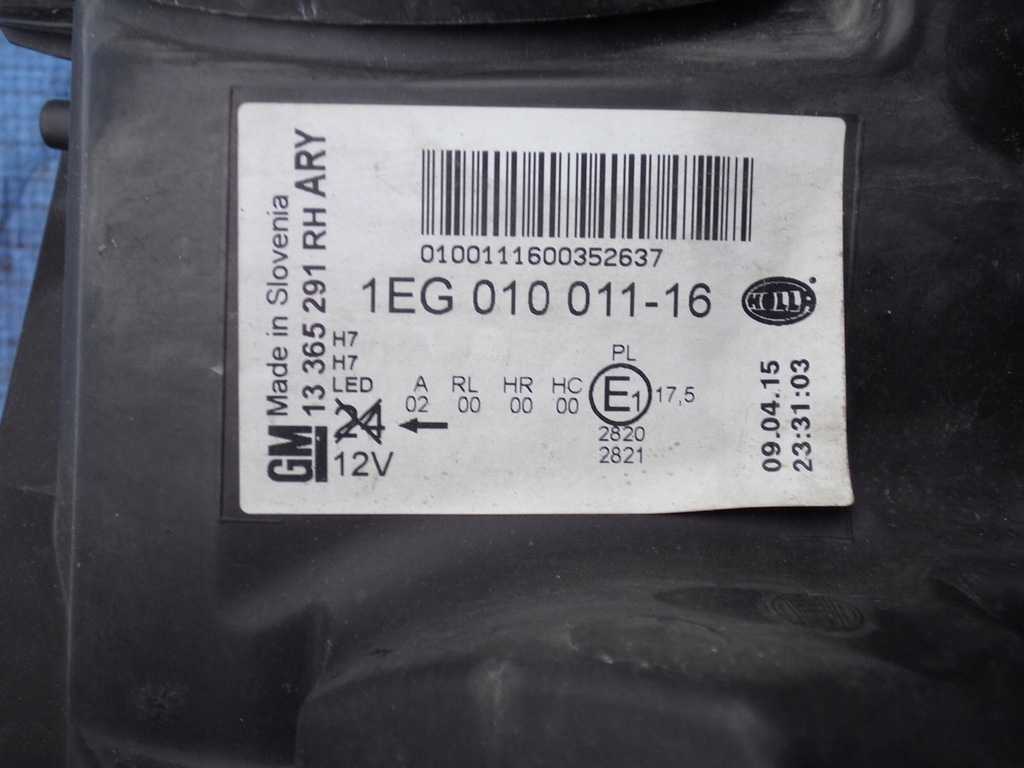 01001111600352637
1EG 010 011-16
HELLA
GM
Made in Slovenia
13 365 291 RH ARY
H7
H7
LED
24
12V
A RL HR HC
02 00 00 00
PL
E1 17,5
2820
2821
09.04.15
23:31:03